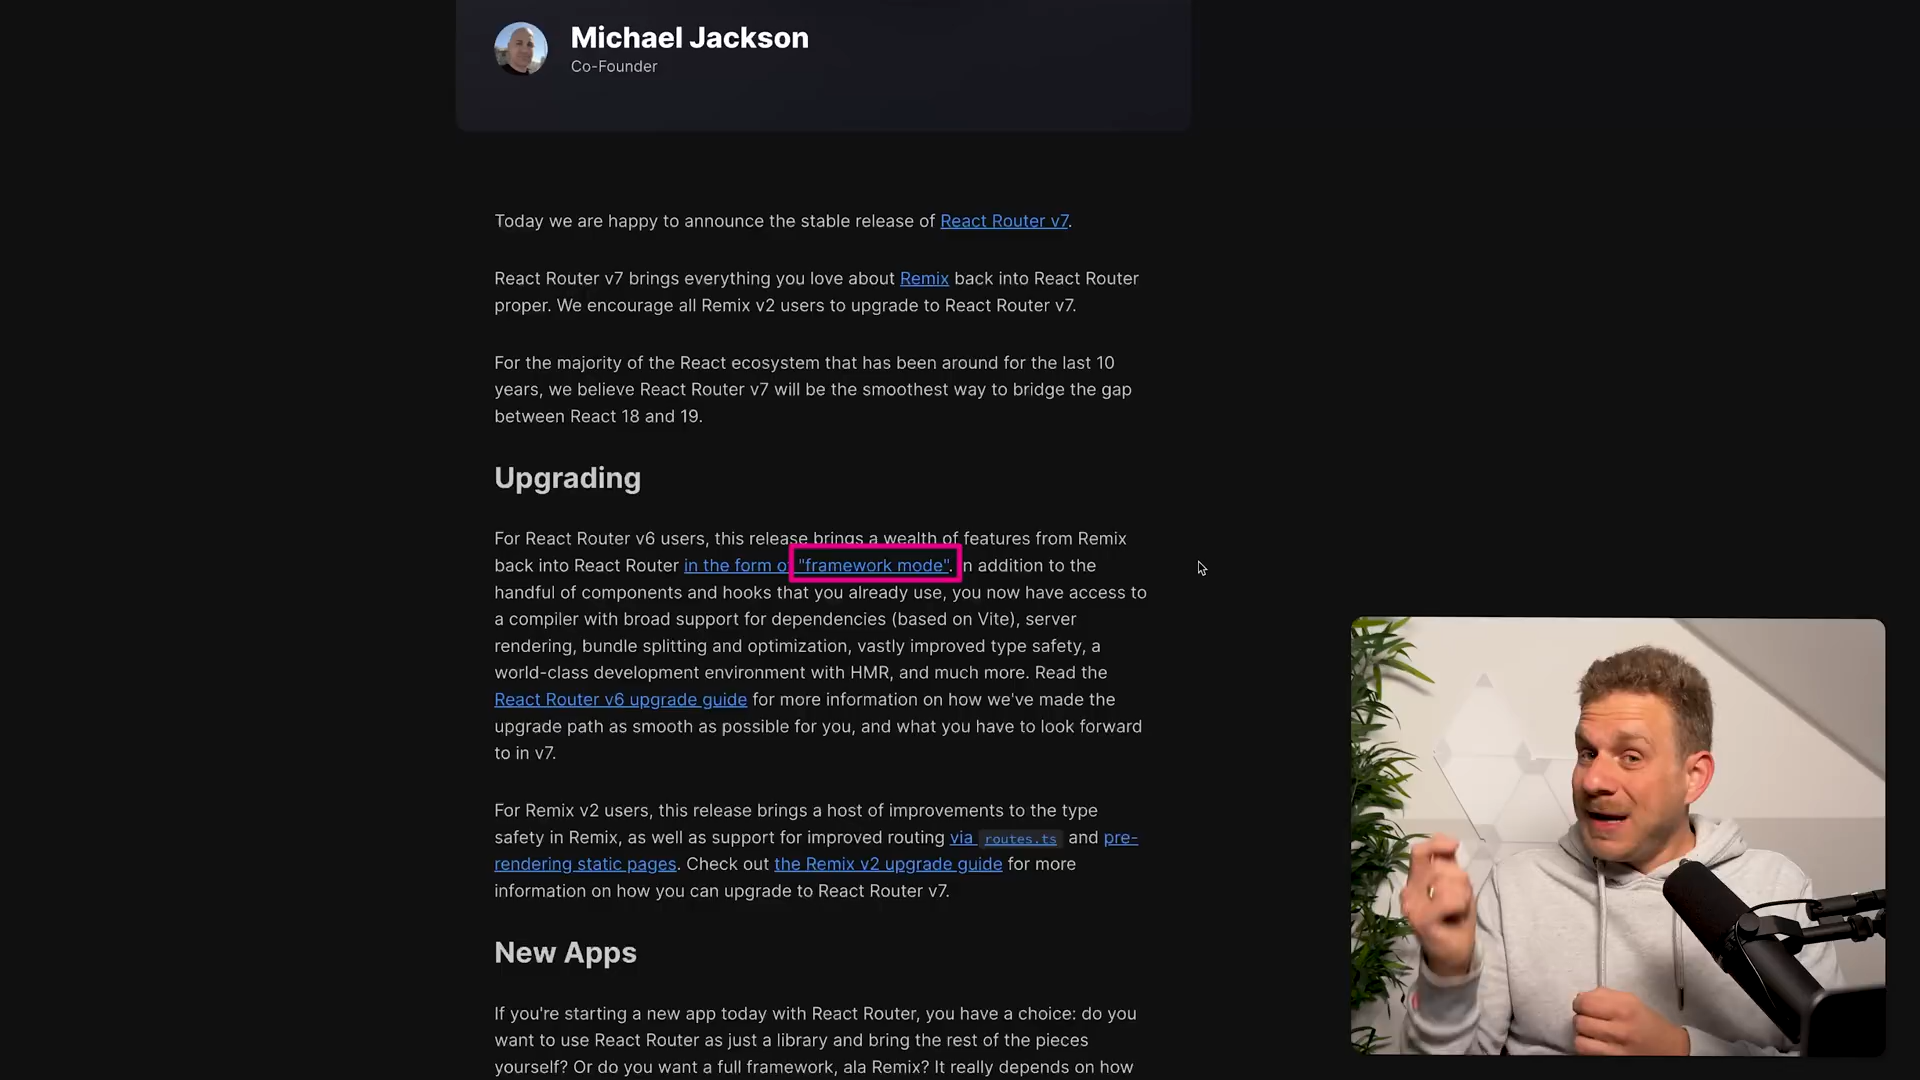 Michael Jackson
Co-Founder
Today we are happy to announce the stable release of React Router v7.
React Router v7 brings everything you love about Remix back into React Router
proper. We encourage all Remix v2 users to upgrade to React Router v7.
For the majority of the React ecosystem that has been around for the last 10
years, we believe React Router v7 will be the smoothest way to bridge the gap
between React 18 and 19.
Upgrading
For React Router v6 users, this release brings a wealth of features from Remix
back into React Router in the form of "framework mode". In addition to the
handful of components and hooks that you already use, you now have access to
a compiler with broad support for dependencies (based on Vite), server
rendering, bundle splitting and optimization, vastly improved type safety, a
world-class development environment with HMR, and much more. Read the
React Router v6 upgrade guide for more information on how we've made the
upgrade path as smooth as possible for you, and what you have to look forward
to in v7.
For Remix v2 users, this release brings a host of improvements to the type
safety in Remix, as well as support for improved routing via routes.ts and pre-
rendering static pages. Check out the Remix v2 upgrade guide for more
information on how you can upgrade to React Router v7.
New Apps
If you're starting a new app today with React Router, you have a choice: do you
want to use React Router as just a library and bring the rest of the pieces
yourself? Or do you want a full framework, ala Remix? It really depends on how